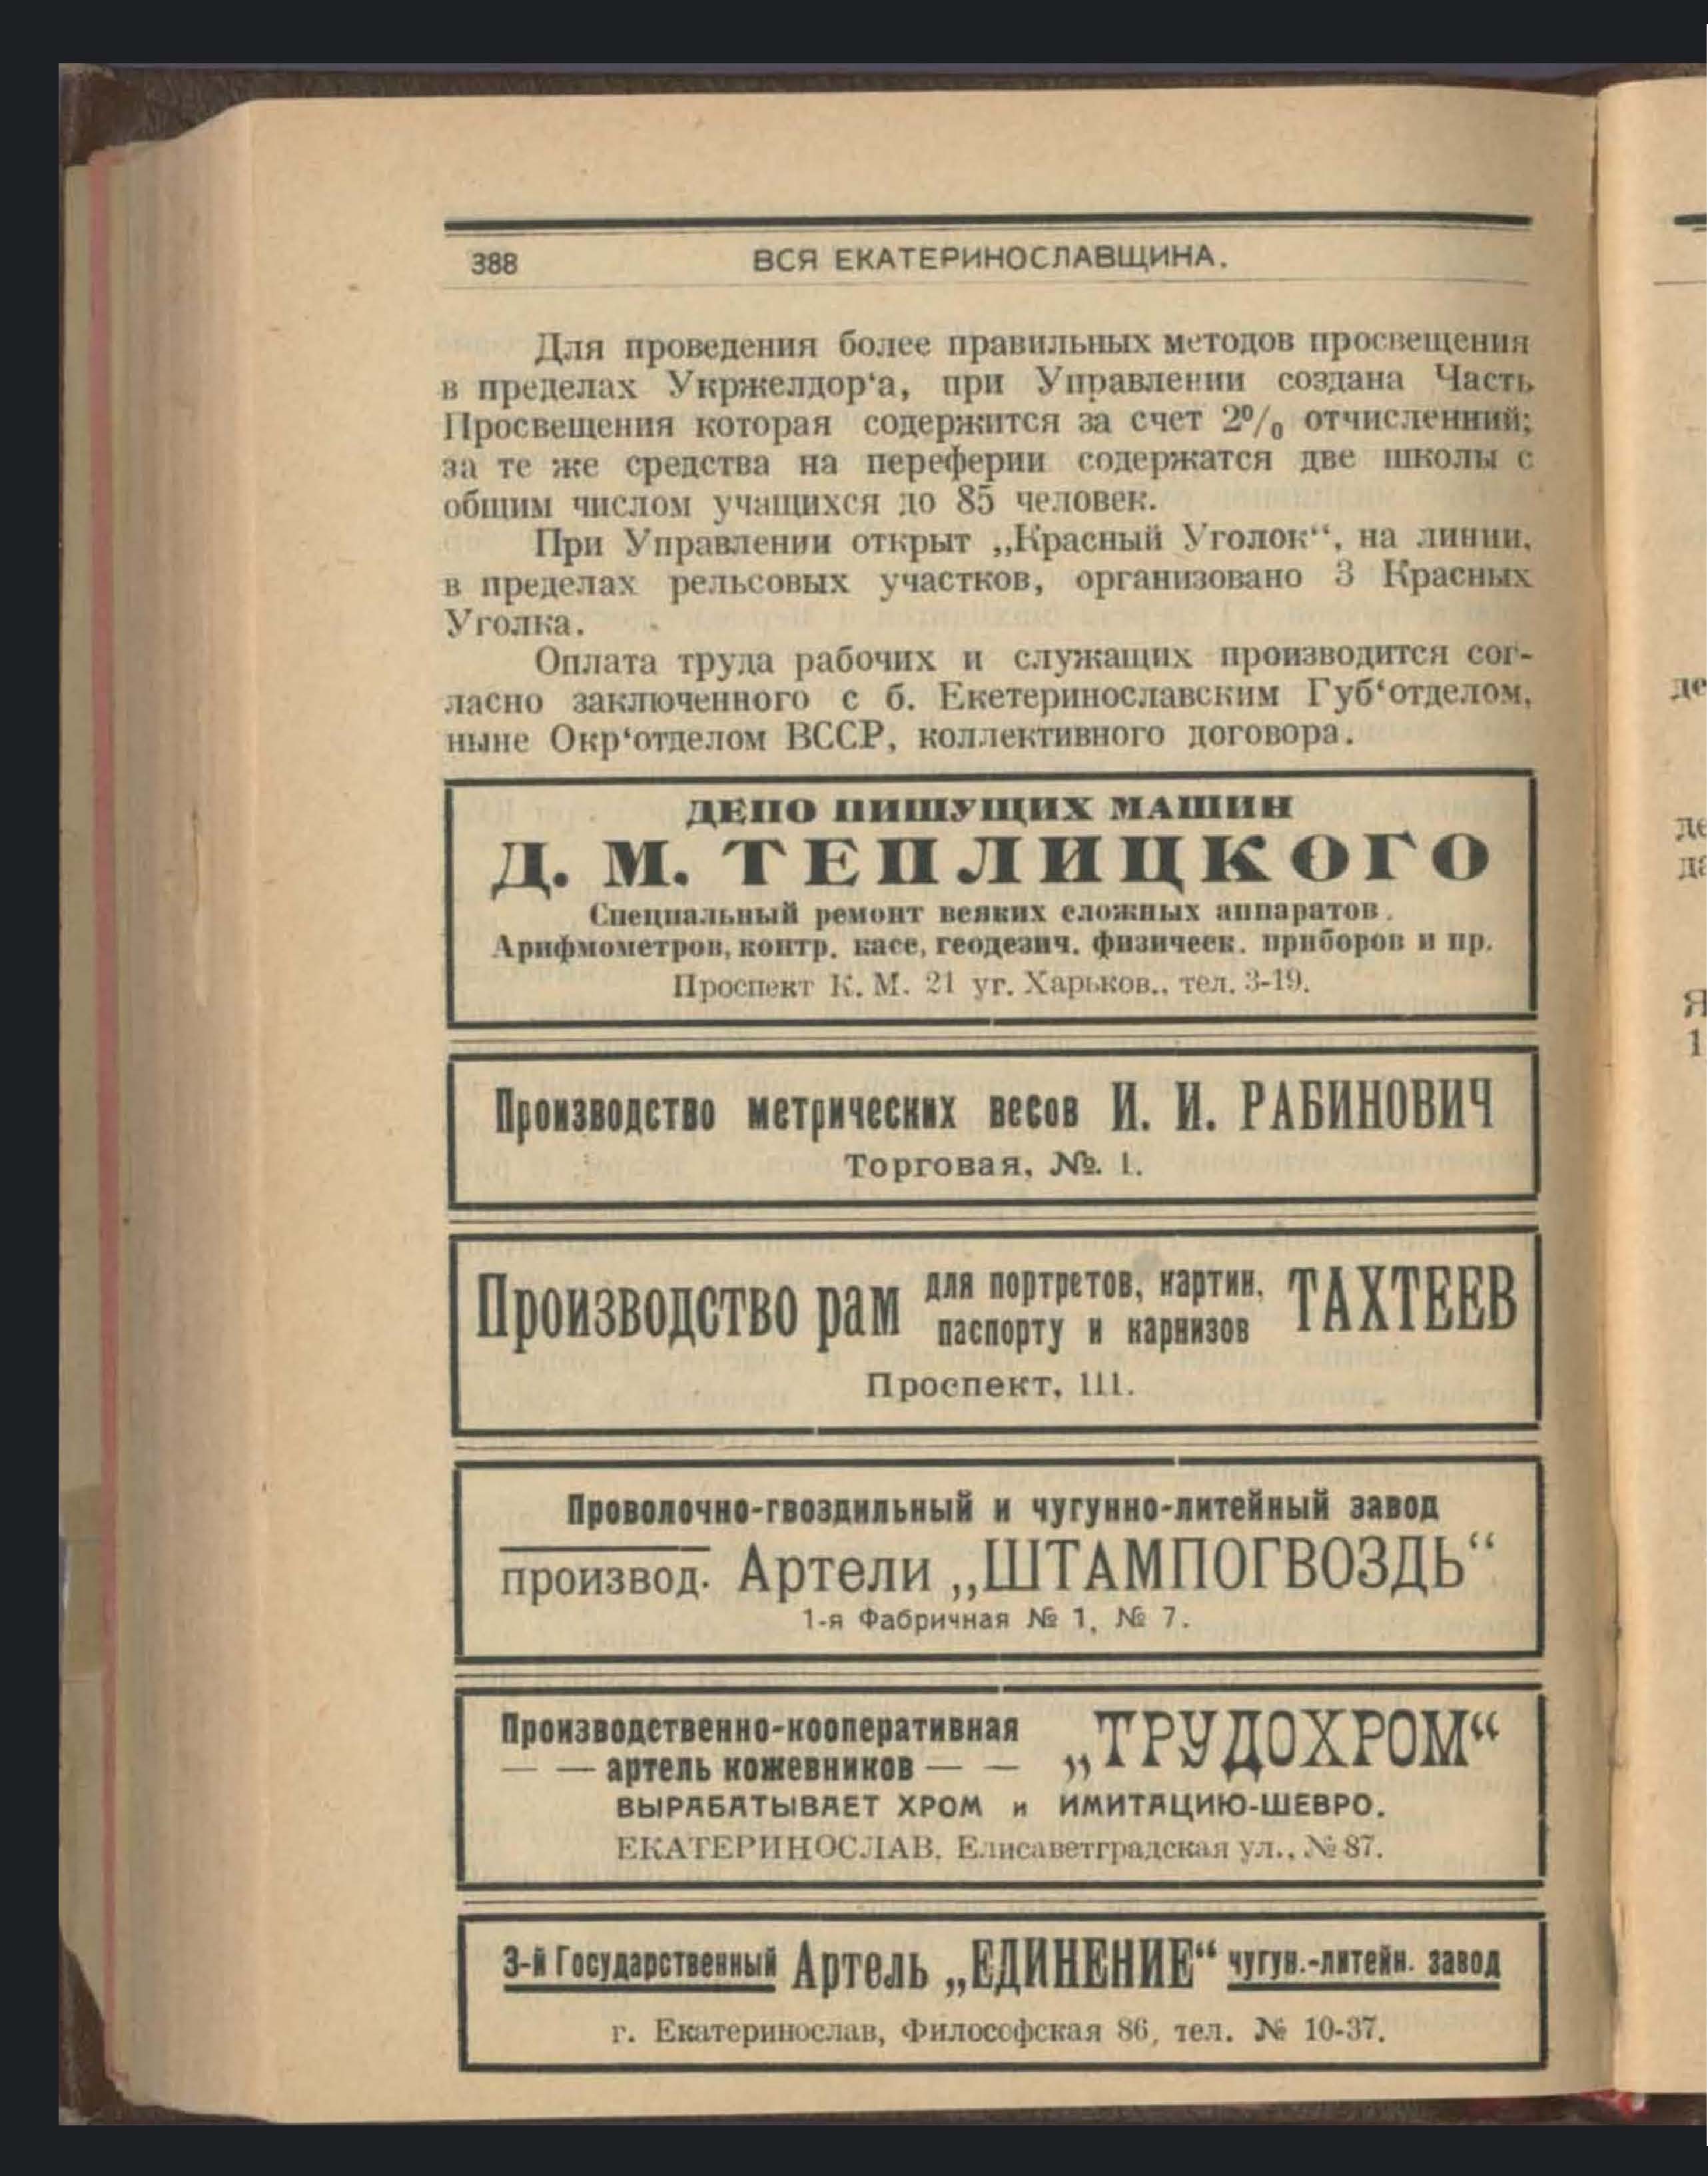 388 ВСЯ ЕКАТЕРИНОСЛАВЩИНА.
Для проведения более правильных методов просвещения
в пределах Укржелдор‘а, при Управлении создана Часть
Просвещения которая содержится за счет 2% отчисленний;
за те же средства на переферии содержатся две школы с
общим числом учащихся до 85 человек.
При Управлении открыт „Красный Уголок“, на линии,
в пределах рельсовых участков, организовано 3 Красных
Уголка.
Оплата труда рабочих и служащих производится сог-
ласно заключенного с б. Екетеринославским Губ‘отделом,
ныне Окр‘отделом ВССР, коллективного договора.
ДЕПО ПИШУЩИХ МАШИН
Д. М. ТЕПЛИЦКОГО
Специальный ремонт всяких сложных аппаратов.
Арифмометров, контр. касс, геодезич. физическ. приборов и пр.
Проспект К. М. 21 уг. Харьков., тел. 3-19.
Производство метрических весов И. И. РАБИНОВИЧ
Торговая, №. 1.
Производство рам для портретов, картин, паспорту и карнизов ТАХТЕЕВ
Проспект, 111.
Проволочно-гвоздильный и чугунно-литейный завод
производ. Артели „ШТАМПОГВОЗДЬ“
1-я Фабричная № 1, № 7.
Производственно-кооперативная
— — артель кожевников — — „ТРУДОХРОМ“
ВЫРАБАТЫВАЕТ ХРОМ и ИМИТАЦИЮ-ШЕВРО.
ЕКАТЕРИНОСЛАВ, Елисаветградская ул., № 87.
3-й Государственный Артель „ЕДИНЕНИЕ“ чугун.-литейн. завод
г. Екатеринослав, Философская 86, тел. № 10-37.
де
де
да
Я
1